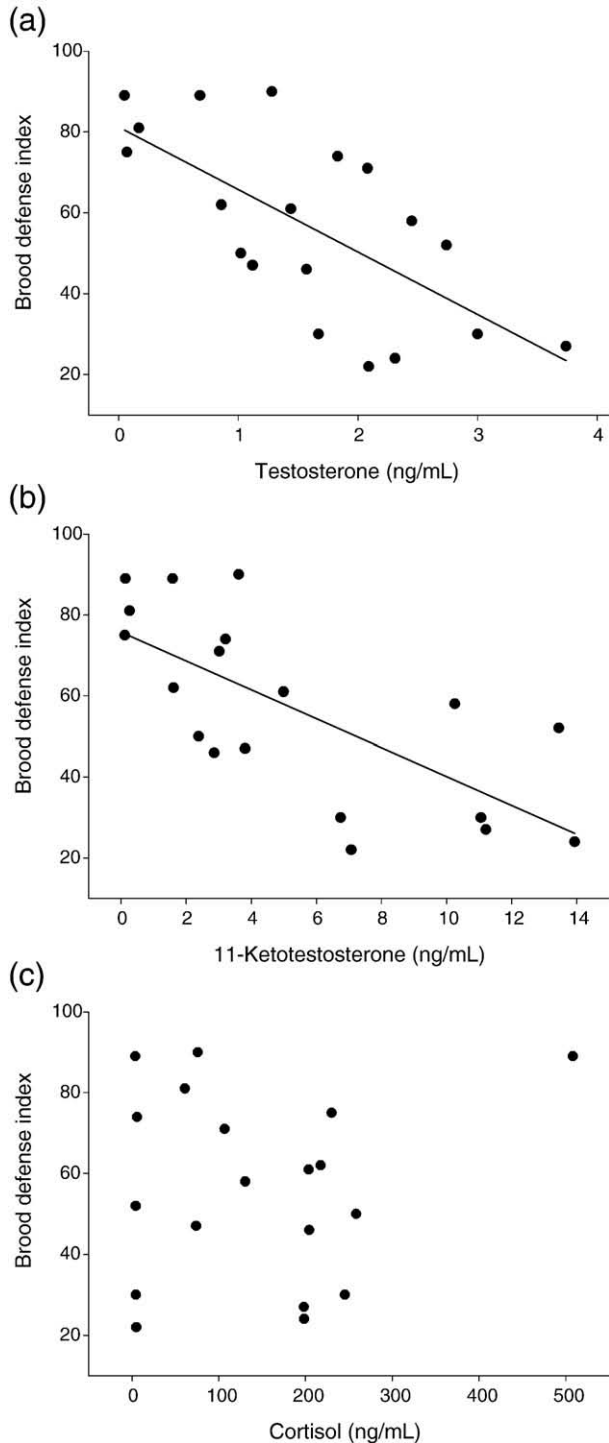 (a)
100
80
60
40
20
Brood defense index
0 1 2 3 4
Testosterone (ng/mL)
(b)
100
80
60
40
20
Brood defense index
0 2 4 6 8 10 12 14
11-Ketotestosterone (ng/mL)
(c)
100
80
60
40
20
Brood defense index
0 100 200 300 400 500
Cortisol (ng/mL)